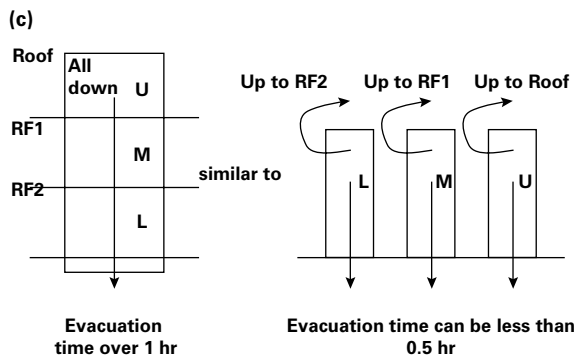 (c)
Roof
All
down
U
RF1
M
RF2
L
similar to
Up to RF2
Up to RF1
Up to Roof
L
M
U
Evacuation
time over 1 hr
Evacuation time can be less than
0.5 hr